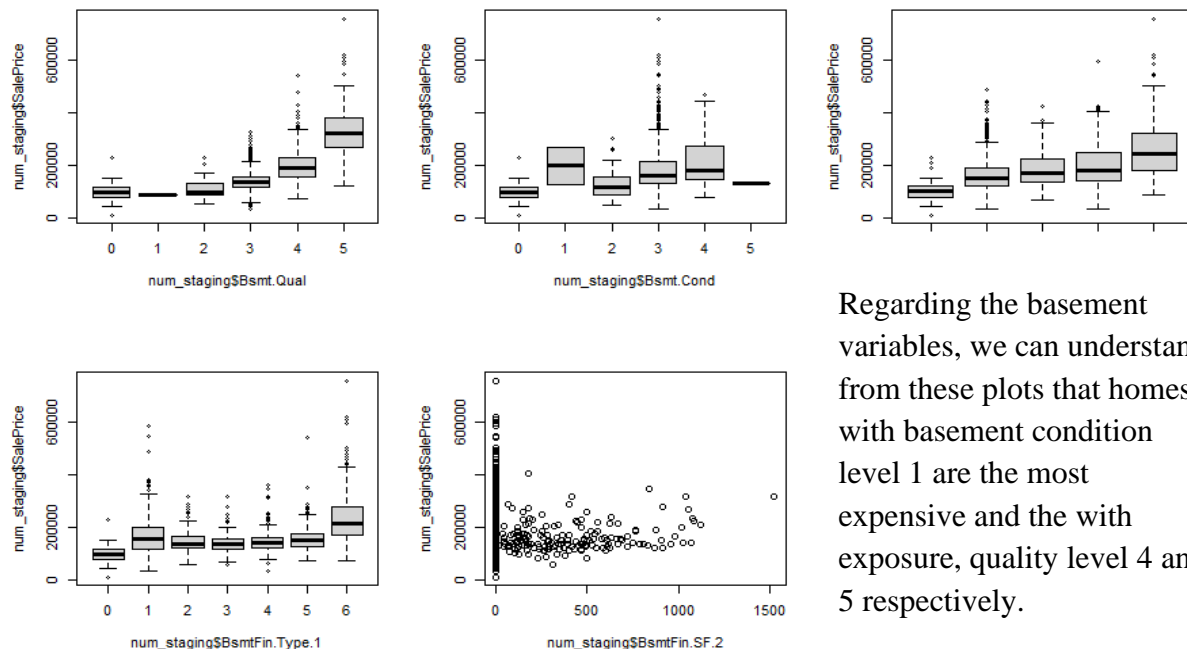 600000
200000
0
num_staging$SalePrice
0 1 2 3 4 5
num_staging$Bsmt.Qual
600000
200000
0
num_staging$SalePrice
0 1 2 3 4 5
num_staging$Bsmt.Cond
600000
200000
0
num_staging$SalePrice
Regarding the basement
variables, we can understan
from these plots that homes
with basement condition
level 1 are the most
expensive and the with
exposure, quality level 4 an
5 respectively.
600000
200000
0
num_staging$SalePrice
0 1 2 3 4 5 6
num_staging$BsmtFin.Type.1
600000
200000
0
num_staging$SalePrice
0 500 1000 1500
num_staging$BsmtFin.SF.2